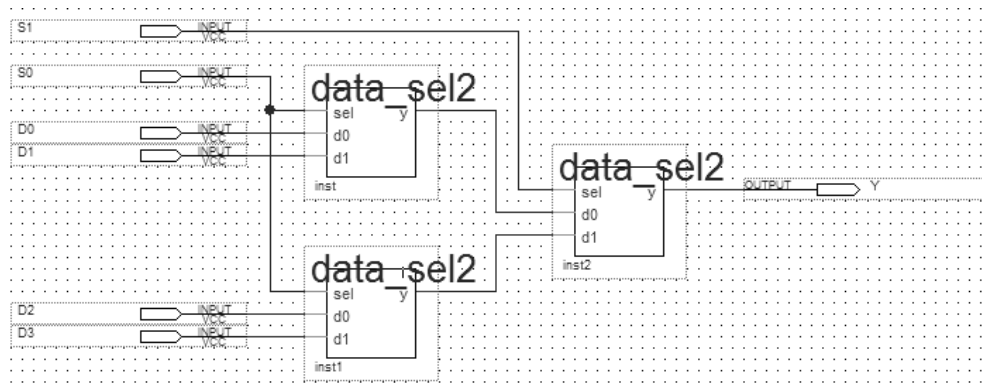 S1 INPUT VCC
S0 INPUT VCC
data_sel2
sel y
D0 INPUT VCC d0
D1 INPUT VCC d1
inst
data_sel2
sel y
d0
d1
inst2
OUTPUT Y
data_sel2
sel y
D2 INPUT VCC d0
D3 INPUT VCC d1
inst1